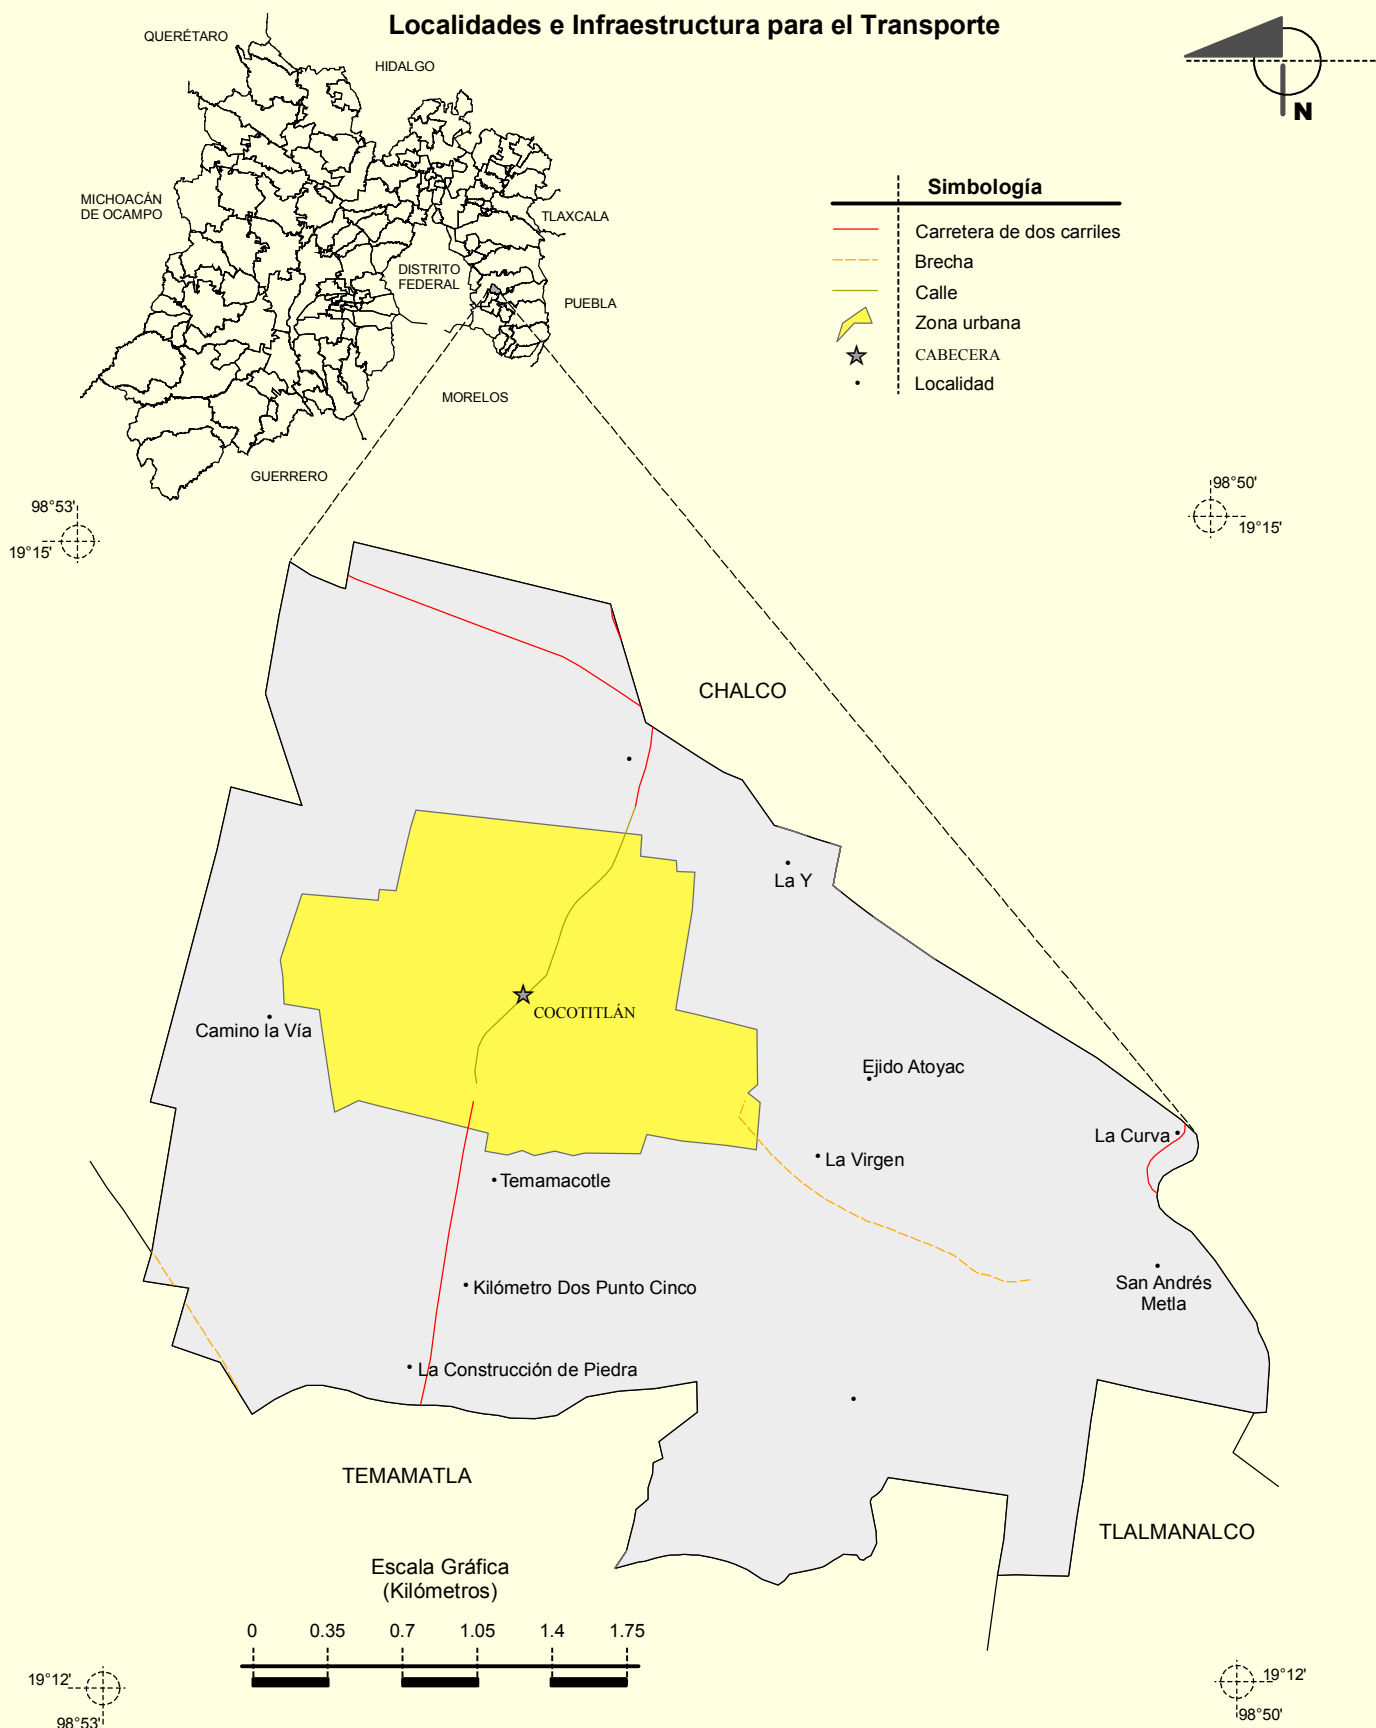 Localidades e Infraestructura para el Transporte
QUERÉTARO
HIDALGO
N
MICHOACÁN
DE OCAMPO
TLAXCALA
DISTRITO
FEDERAL
PUEBLA
MORELOS
GUERRERO
Simbología
Carretera de dos carriles
Brecha
Calle
Zona urbana
CABECERA
Localidad
98°53'
19°15'
98°50'
19°15'
CHALCO
La Y
COCOTITLÁN
Camino la Vía
Ejido Atoyac
La Curva
La Virgen
Temamacotle
Kilómetro Dos Punto Cinco
San Andrés
Metla
La Construcción de Piedra
TEMAMATLA
TLALMANALCO
Escala Gráfica
(Kilómetros)
0 0.35 0.7 1.05 1.4 1.75
19°12'
98°53'
19°12'
98°50'